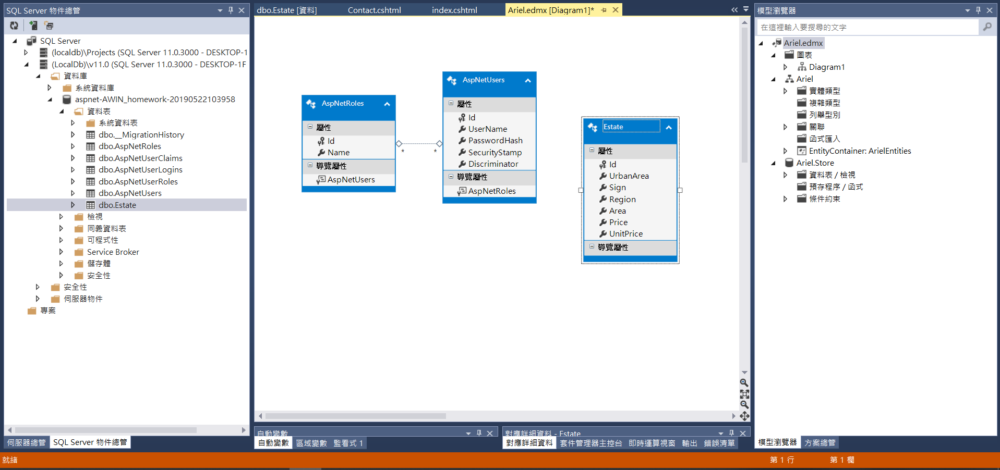 SQL Server 物件總管
SQL Server
(localdb)\Projects (SQL Server 11.0.3000 - DESKTOP-1
(LocalDb)\v11.0 (SQL Server 11.0.3000 - DESKTOP-1F
資料庫
系統資料庫
aspnet-AWIN_homework-20190522103958
資料表
系統資料表
dbo.__MigrationHistory
dbo.AspNetRoles
dbo.AspNetUserClaims
dbo.AspNetUserLogins
dbo.AspNetUserRoles
dbo.AspNetUsers
dbo.Estate
檢視
同義資料表
可程式性
Service Broker
儲存體
安全性
安全性
伺服器物件
專案
伺服器總管
SQL Server 物件總管
dbo.Estate [資料]
Contact.cshtml
index.cshtml
Ariel.edmx [Diagram1]*
AspNetRoles
屬性
Id
Name
導覽屬性
AspNetUsers
*
*
AspNetUsers
屬性
Id
UserName
PasswordHash
SecurityStamp
Discriminator
導覽屬性
AspNetRoles
Estate
屬性
Id
UrbanArea
Sign
Region
Area
Price
UnitPrice
導覽屬性
自動變數
自動變數
區域變數
監看式 1
對應詳細資料 - Estate
對應詳細資料
套件管理器主控台
即時運算視窗
輸出
錯誤清單
模型瀏覽器
在這裡輸入要搜尋的文字
Ariel.edmx
圖表
Diagram1
Ariel
實體類型
複雜類型
列舉型別
關聯
函式匯入
EntityContainer: ArielEntities
Ariel.Store
資料表 / 檢視
預存程序 / 函式
條件約束
模型瀏覽器
方案總管
就緒
第 1 行
第 1 欄